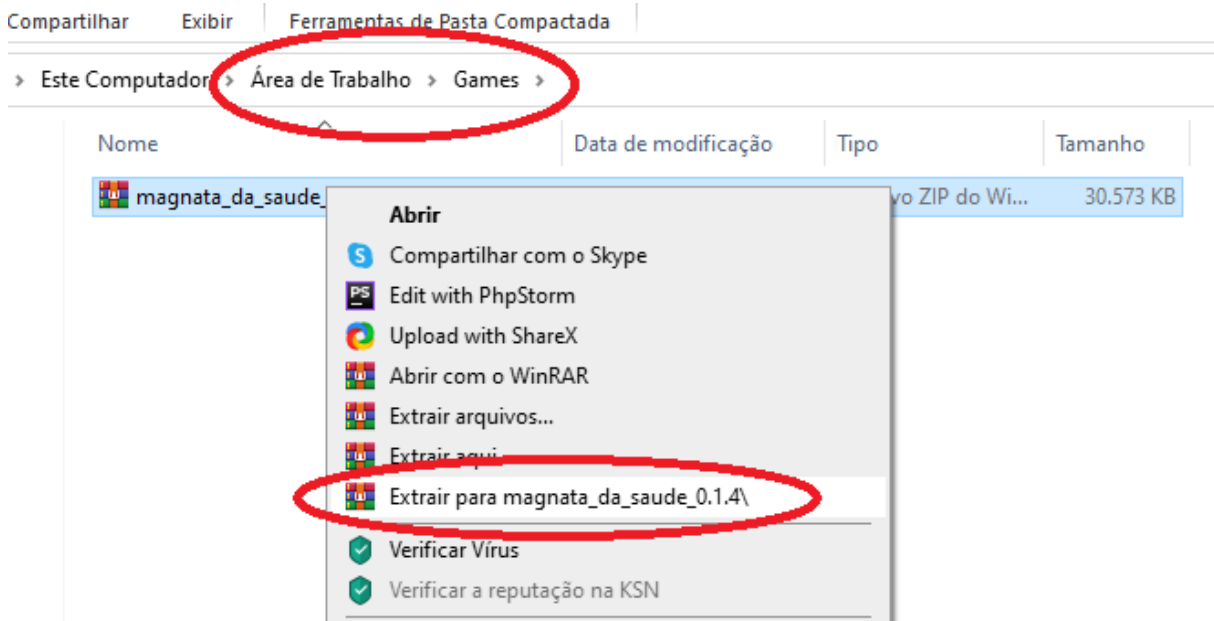 Compartilhar Exibir Ferramentas de Pasta Compactada
> Este Computador > Área de Trabalho > Games >
Nome Data de modificação Tipo Tamanho
magnata_da_saude_ vo ZIP do Wi... 30.573 KB
Abrir
Compartilhar com o Skype
PS Edit with PhpStorm
Upload with ShareX
Abrir com o WinRAR
Extrair arquivos...
Extrair aqui
Extrair para magnata_da_saude_0.1.4\
Verificar Vírus
Verificar a reputação na KSN